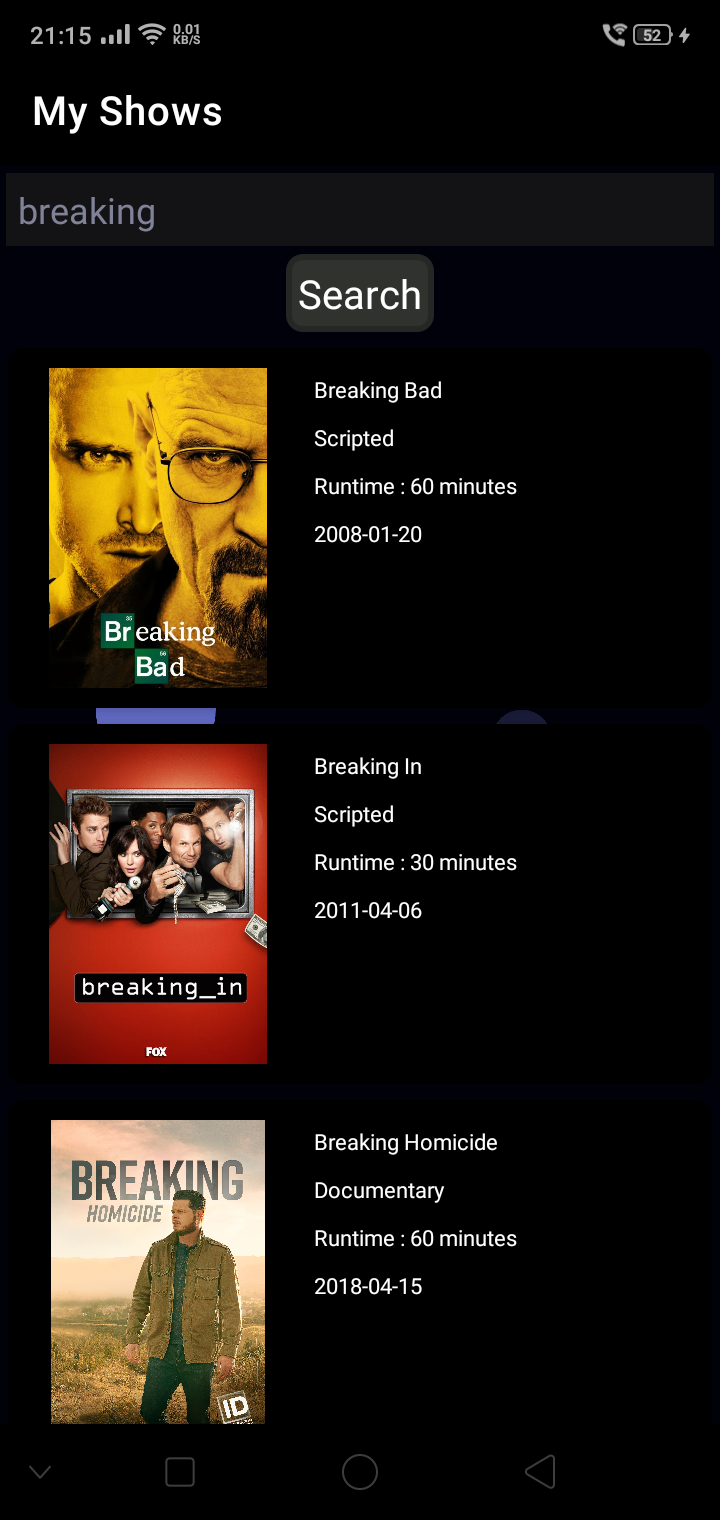 21:15
0.01
KB/S
52
My Shows
breaking
Search
Breaking Bad
Scripted
Runtime : 60 minutes
2008-01-20
35
Breaking
56
Bad
Breaking In
Scripted
Runtime : 30 minutes
2011-04-06
breaking_in
FOX
Breaking Homicide
Documentary
Runtime : 60 minutes
2018-04-15
BREAKING
HOMICIDE
ID